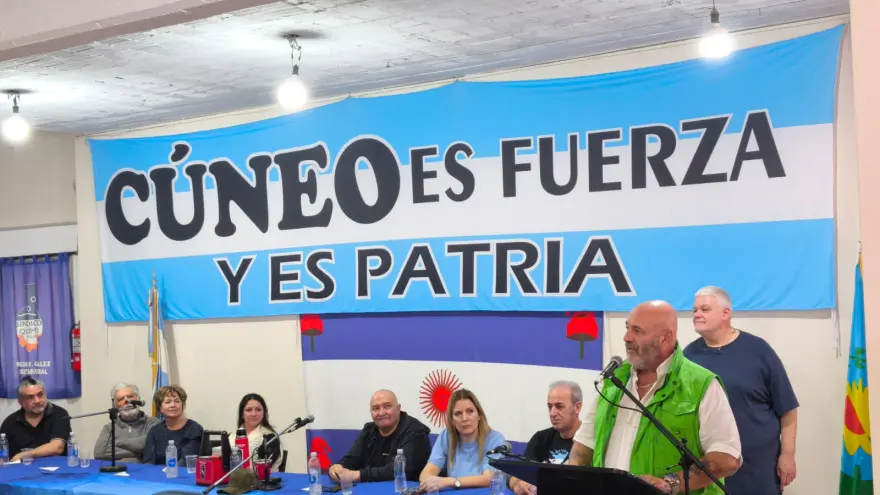 CÚNEO ES FUERZA
Y ES PATRIA